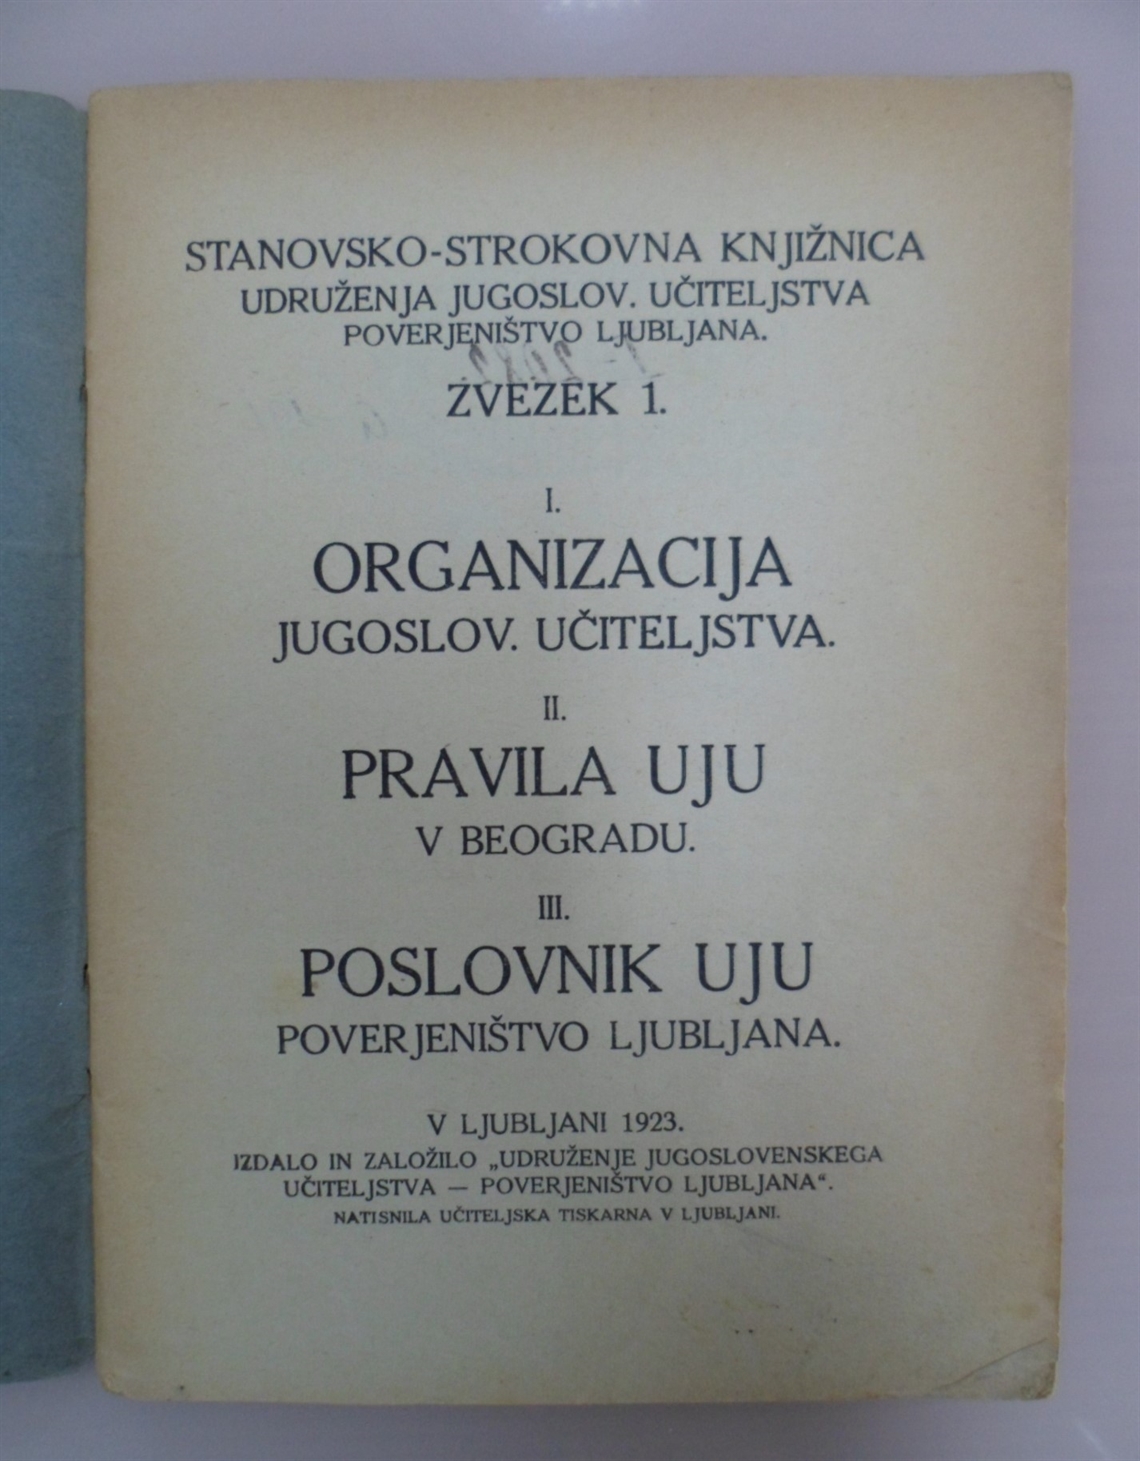 STANOVSKO-STROKOVNA KNJIŽNICA
UDRUŽENJA JUGOSLOV. UČITELJSTVA
POVERJENIŠTVO LJUBLJANA.
ZVEZEK 1.
I.
ORGANIZACIJA
JUGOSLOV. UČITELJSTVA.
II.
PRAVILA UJU
V BEOGRADU.
III.
POSLOVNIK UJU
POVERJENIŠTVO LJUBLJANA.
V LJUBLJANI 1923.
IZDALO IN ZALOŽILO „UDRUŽENJE JUGOSLOVENSKEGA
UČITELJSTVA — POVERJENIŠTVO LJUBLJANA“.
NATISNILA UČITELJSKA TISKARNA V LJUBLJANI.